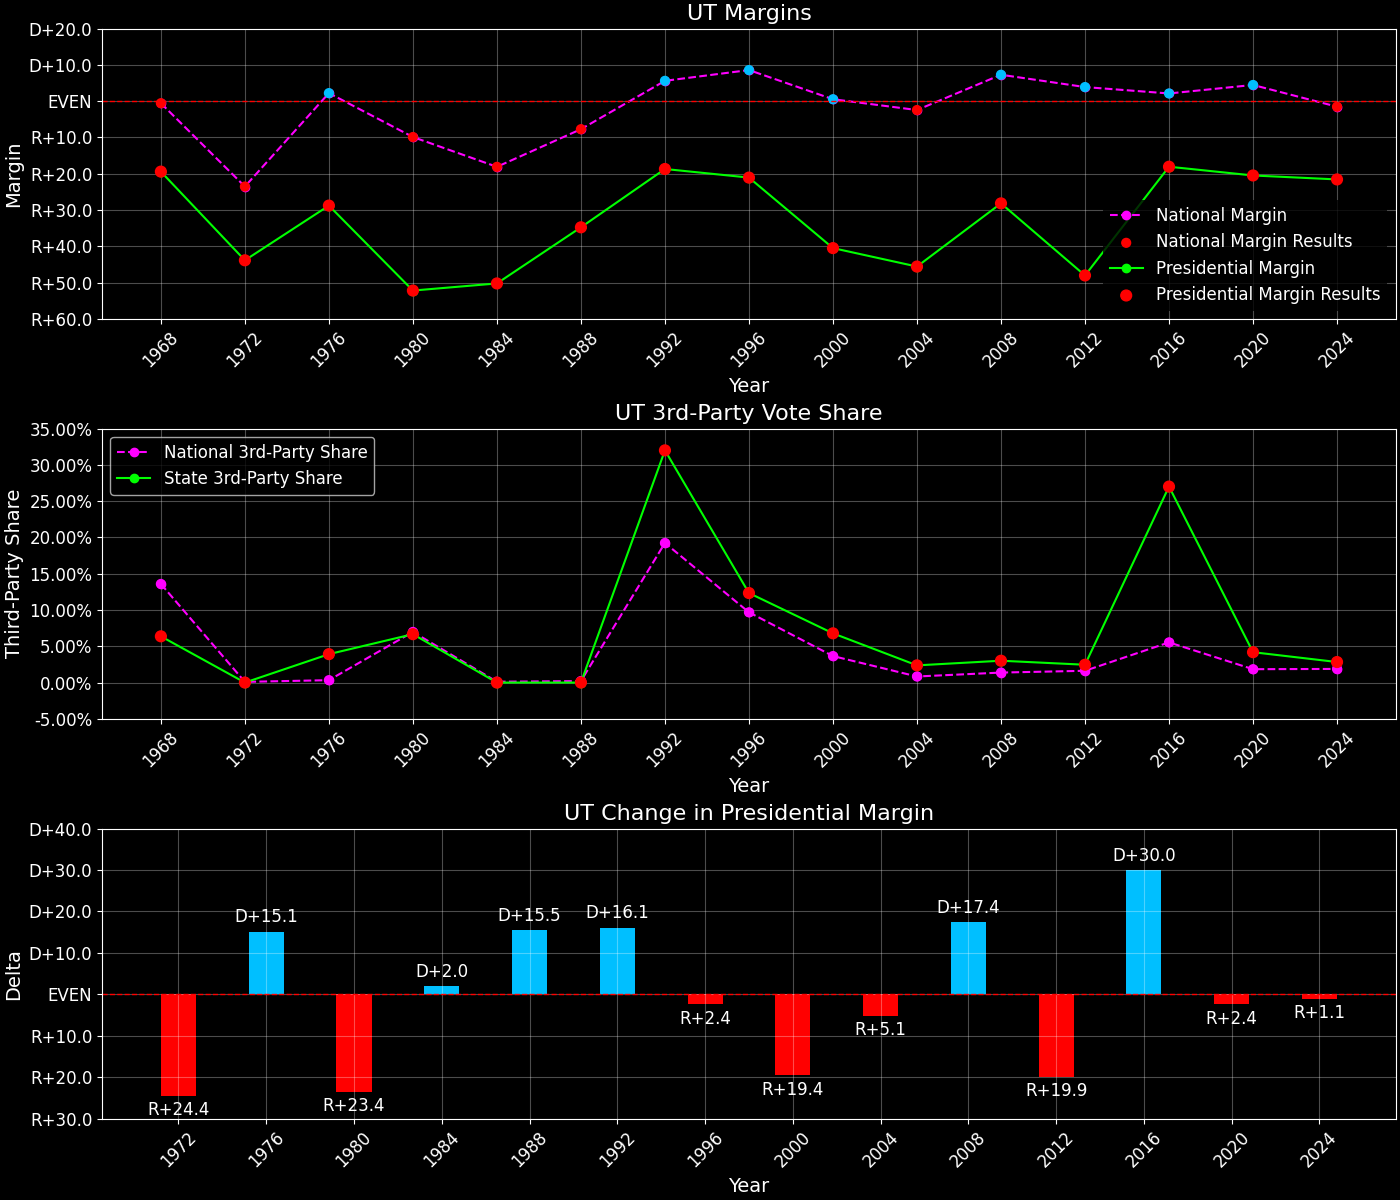 UT Margins
D+20.0
D+10.0
EVEN
R+10.0
R+20.0
R+30.0
R+40.0
R+50.0
R+60.0
Margin
National Margin
National Margin Results
Presidential Margin
Presidential Margin Results
1968 1972 1976 1980 1984 1988 1992 1996 2000 2004 2008 2012 2016 2020 2024
Year
UT 3rd-Party Vote Share
35.00%
30.00%
25.00%
20.00%
15.00%
10.00%
5.00%
0.00%
-5.00%
Third-Party Share
National 3rd-Party Share
State 3rd-Party Share
1968 1972 1976 1980 1984 1988 1992 1996 2000 2004 2008 2012 2016 2020 2024
Year
UT Change in Presidential Margin
D+40.0
D+30.0
D+20.0
D+10.0
EVEN
R+10.0
R+20.0
R+30.0
Delta
R+24.4
D+15.1
R+23.4
D+2.0
D+15.5
D+16.1
R+2.4
R+19.4
R+5.1
D+17.4
R+19.9
D+30.0
R+2.4
R+1.1
1972 1976 1980 1984 1988 1992 1996 2000 2004 2008 2012 2016 2020 2024
Year